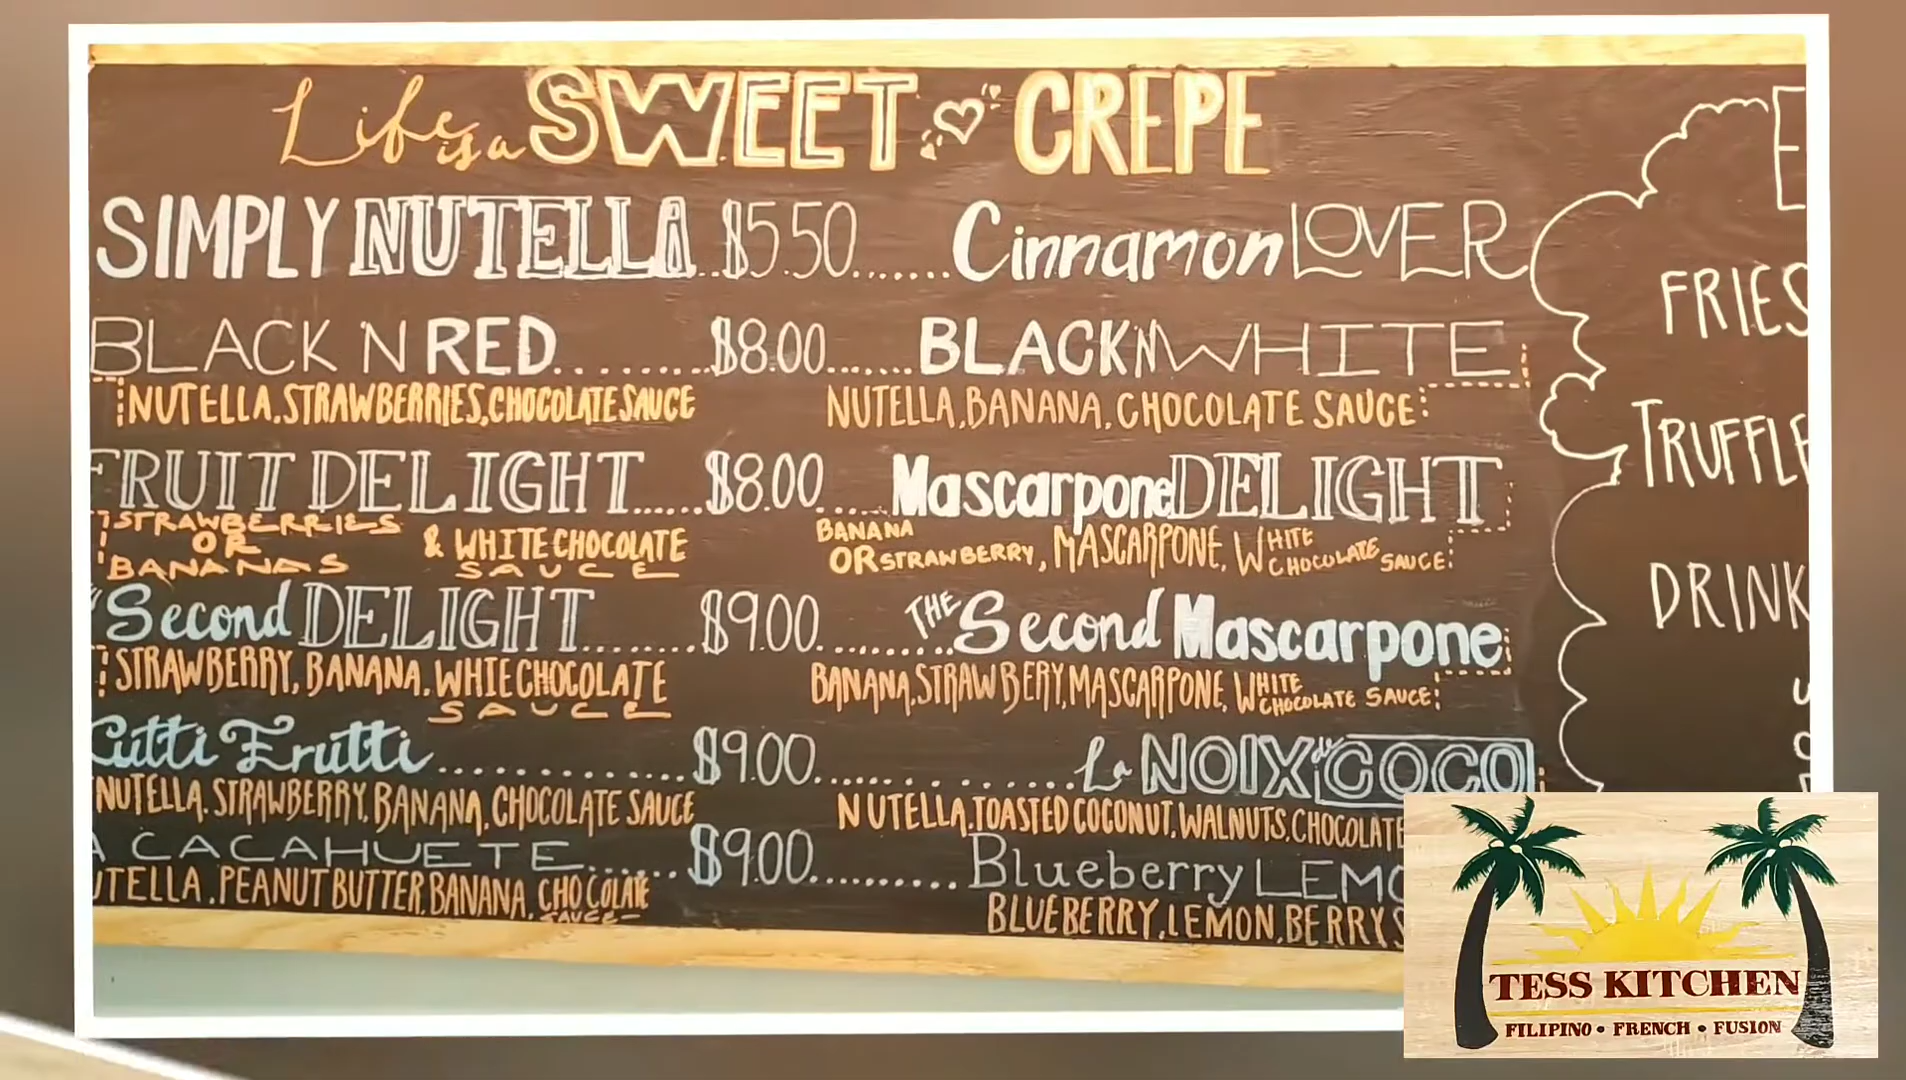 Life is a SWEET CREPE
SIMPLY NUTELLA..$5.50.......Cinnamon LOVER
BLACK N RED..........$8.00.......BLACK N WHITE
NUTELLA.STRAWBERRIES,CHOCOLATE SAUCE
NUTELLA,BANANA, CHOCOLATE SAUCE
FRUIT DELIGHT......$8.00.....Mascarpone DELIGHT
STRAWBERRIES OR BANANAS & WHITE CHOCOLATE SAUCE
BANANA OR STRAWBERRY, MASCARPONE, WHITE CHOCOLATE SAUCE
Second DELIGHT........$9.00..........THE Second Mascarpone
STRAWBERRY, BANANA, WHIE CHOCOLATE SAUCE
BANANA,STRAWBERY,MASCARPONE, WHITE CHOCOLATE SAUCE
Cutti Frutti..............$9.00..............La NOIX de COCO
NUTELLA. STRAWBERRY, BANANA, CHOCOLATE SAUCE
NUTELLA,TOASTED COCONUT, WALNUTS, CHOCOLATE
A CACAHUETE.......$9.00..........Blueberry LEMO
UTELLA.PEANUT BUTTER, BANANA, CHOCOLATE SAUCE
BLUEBERRY, LEMON, BERRY S
FRIES
TRUFFLE
DRINK
TESS KITCHEN
FILIPINO • FRENCH • FUSION